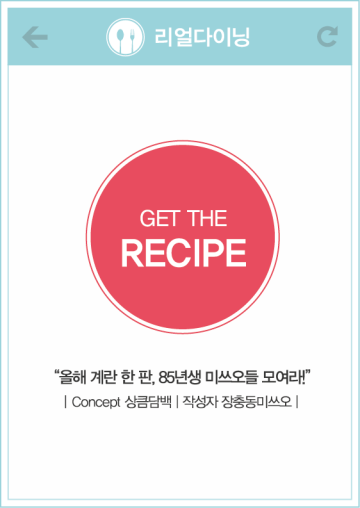 리얼다이닝
GET THE
RECIPE
“올해 계란 한 판, 85년생 미쓰오들 모여라!”
| Concept 상큼담백 | 작성자 장충동미쓰오 |